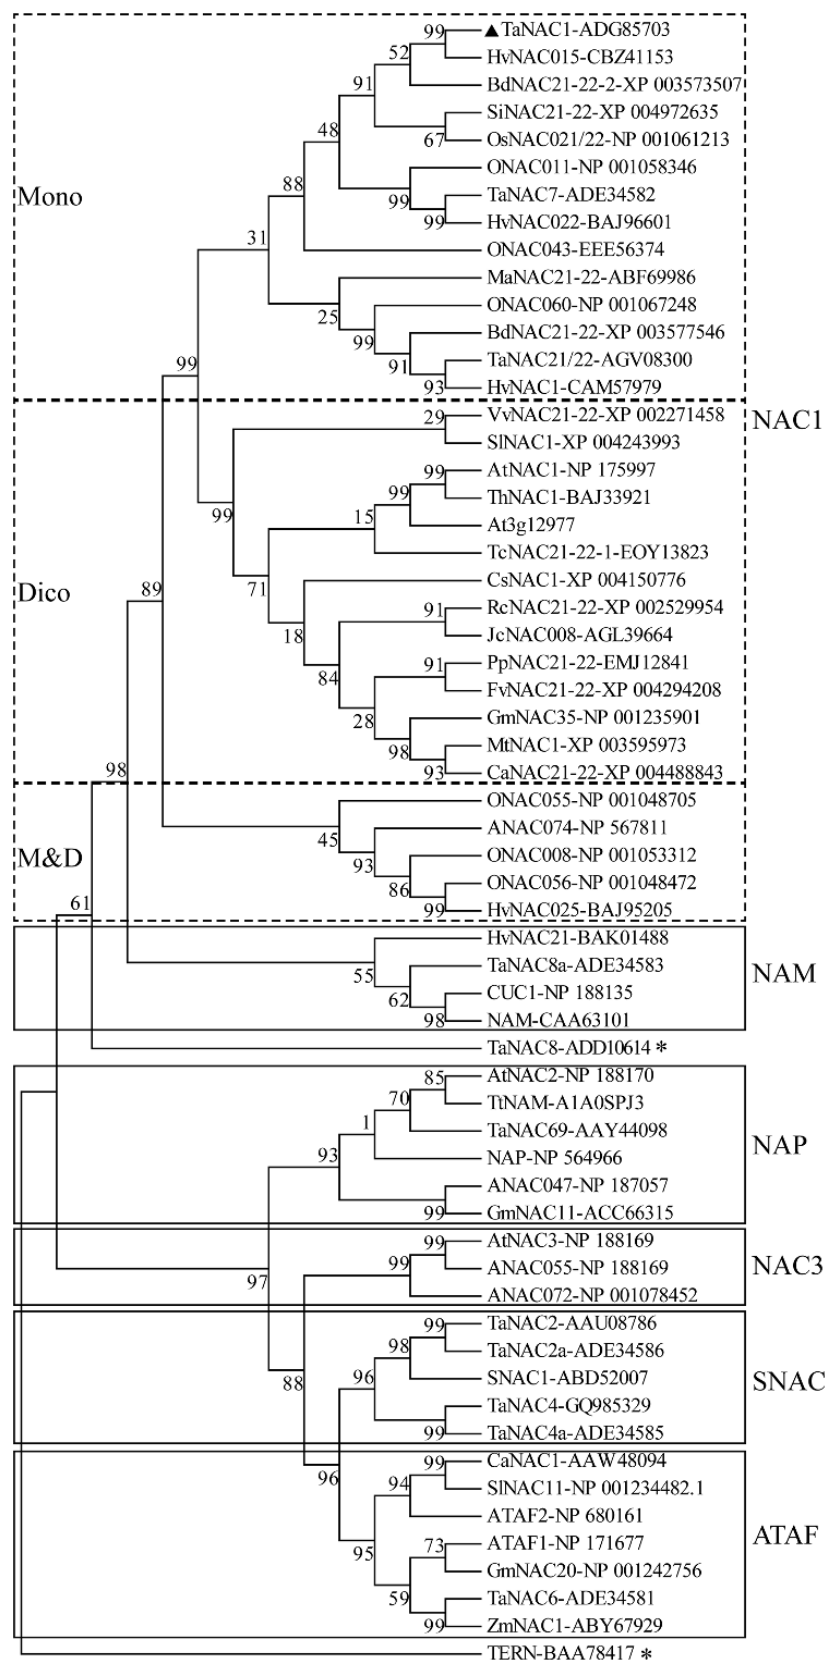 99 ▲TaNAC1-ADG85703
52 HvNAC015-CBZ41153
91 BdNAC21-22-2-XP 003573507
SiNAC21-22-XP 004972635
48 67 OsNAC021/22-NP 001061213
ONAC011-NP 001058346
88 99 TaNAC7-ADE34582
Mono
99 HvNAC022-BAJ96601
31 ONAC043-EEE56374
MaNAC21-22-ABF69986
25 ONAC060-NP 001067248
99 BdNAC21-22-XP 003577546
99 91 TaNAC21/22-AGV08300
93 HvNAC1-CAM57979
29 VvNAC21-22-XP 002271458
NAC1
SlNAC1-XP 004243993
99 AtNAC1-NP 175997
99 ThNAC1-BAJ33921
99 15 At3g12977
TcNAC21-22-1-EOY13823
89 71 CsNAC1-XP 004150776
Dico
91 RcNAC21-22-XP 002529954
18 JcNAC008-AGL39664
91 PpNAC21-22-EMJ12841
84 FvNAC21-22-XP 004294208
28 GmNAC35-NP 001235901
98 MtNAC1-XP 003595973
98 93 CaNAC21-22-XP 004488843
ONAC055-NP 001048705
45 ANAC074-NP 567811
M&D
93 ONAC008-NP 001053312
86 ONAC056-NP 001048472
61 99 HvNAC025-BAJ95205
HvNAC21-BAK01488
55 TaNAC8a-ADE34583
NAM
62 CUC1-NP 188135
98 NAM-CAA63101
TaNAC8-ADD10614 *
85 AtNAC2-NP 188170
70 TtNAM-A1A0SPJ3
1 TaNAC69-AAY44098
NAP
93 NAP-NP 564966
ANAC047-NP 187057
99 GmNAC11-ACC66315
99 AtNAC3-NP 188169
99 ANAC055-NP 188169
NAC3
97 ANAC072-NP 001078452
99 TaNAC2-AAU08786
98 TaNAC2a-ADE34586
96 SNAC1-ABD52007
SNAC
88 TaNAC4-GQ985329
99 TaNAC4a-ADE34585
99 CaNAC1-AAW48094
96 94 SlNAC11-NP 001234482.1
ATAF2-NP 680161
ATAF
95 73 ATAF1-NP 171677
GmNAC20-NP 001242756
59 TaNAC6-ADE34581
99 ZmNAC1-ABY67929
TERN-BAA78417 *